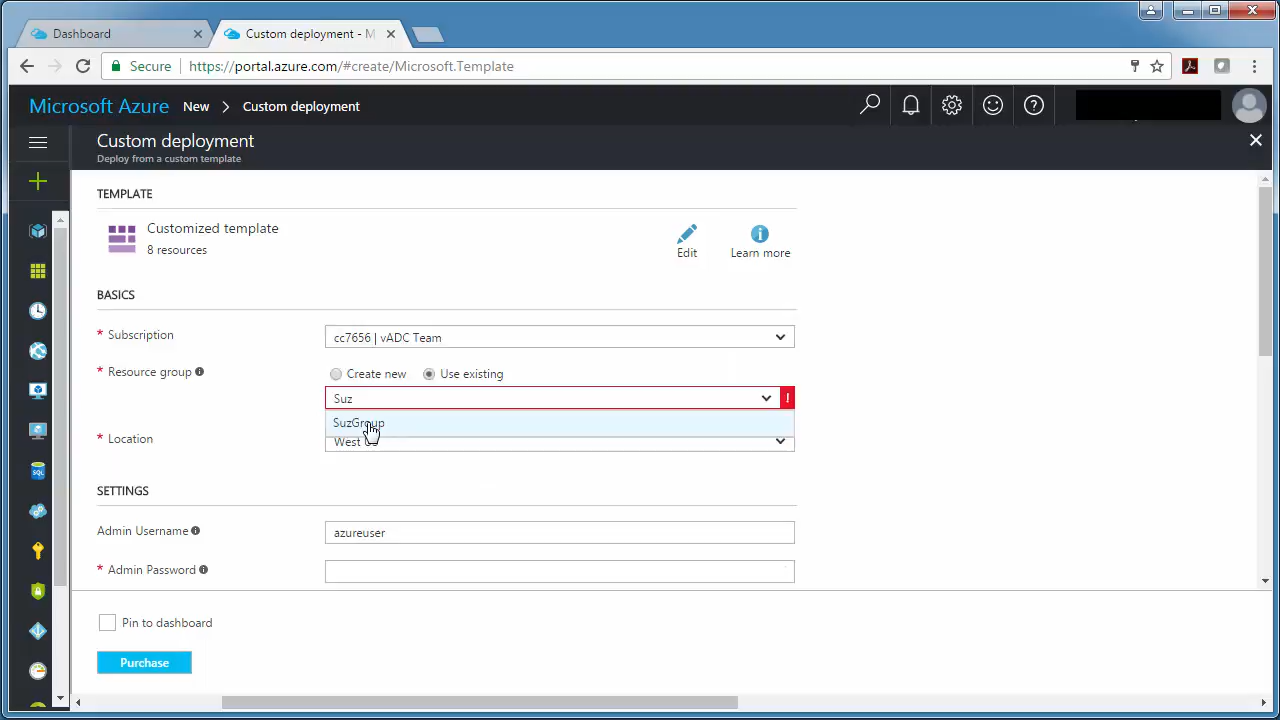 Dashboard
Custom deployment - M
Secure
https://portal.azure.com/#create/Microsoft.Template
Microsoft Azure New > Custom deployment
Custom deployment
Deploy from a custom template
TEMPLATE
Customized template
8 resources
Edit
Learn more
BASICS
* Subscription
cc7656 | vADC Team
* Resource group
Create new
Use existing
Suz
!
SuzGroup
* Location
West
SETTINGS
Admin Username
azureuser
* Admin Password
Pin to dashboard
Purchase
SQL